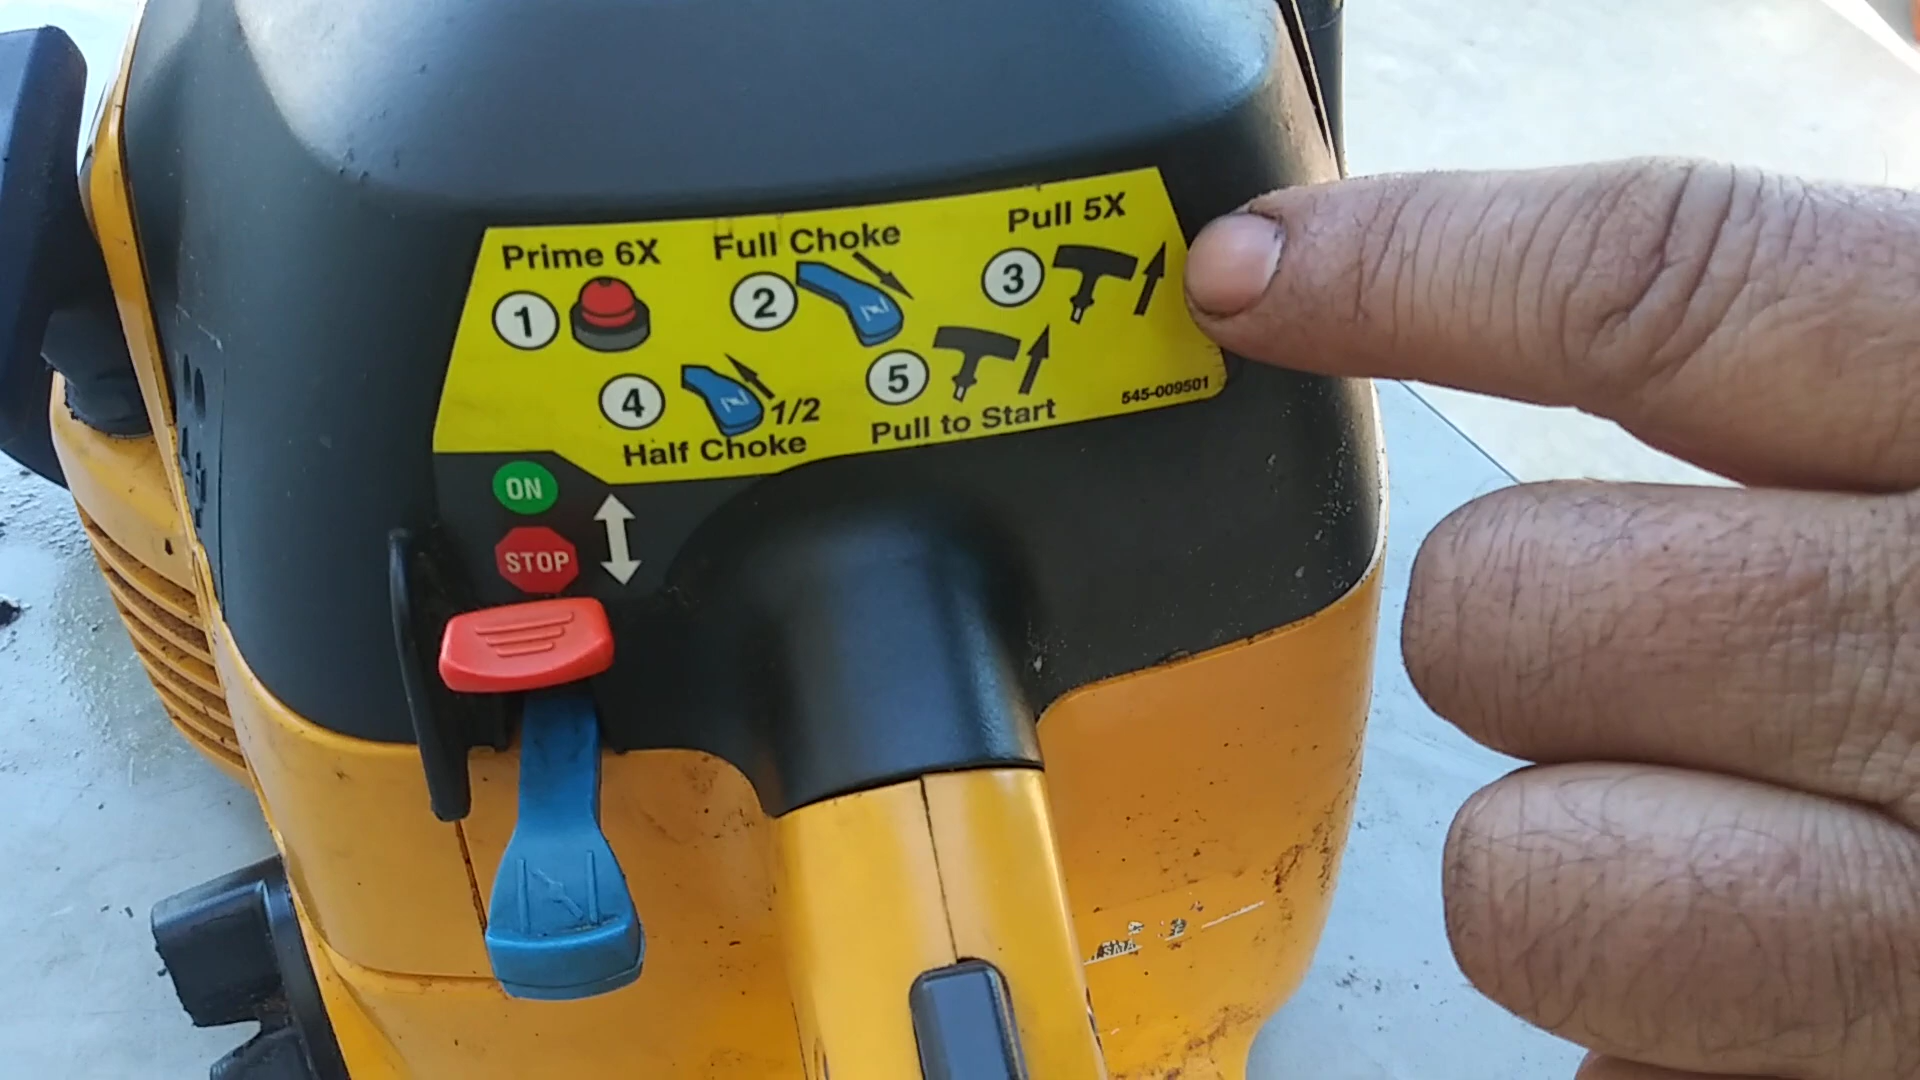 Prime 6X
Full Choke
Pull 5X
1
2
3
4
1/2
5
Half Choke
Pull to Start
545-009501
ON
STOP